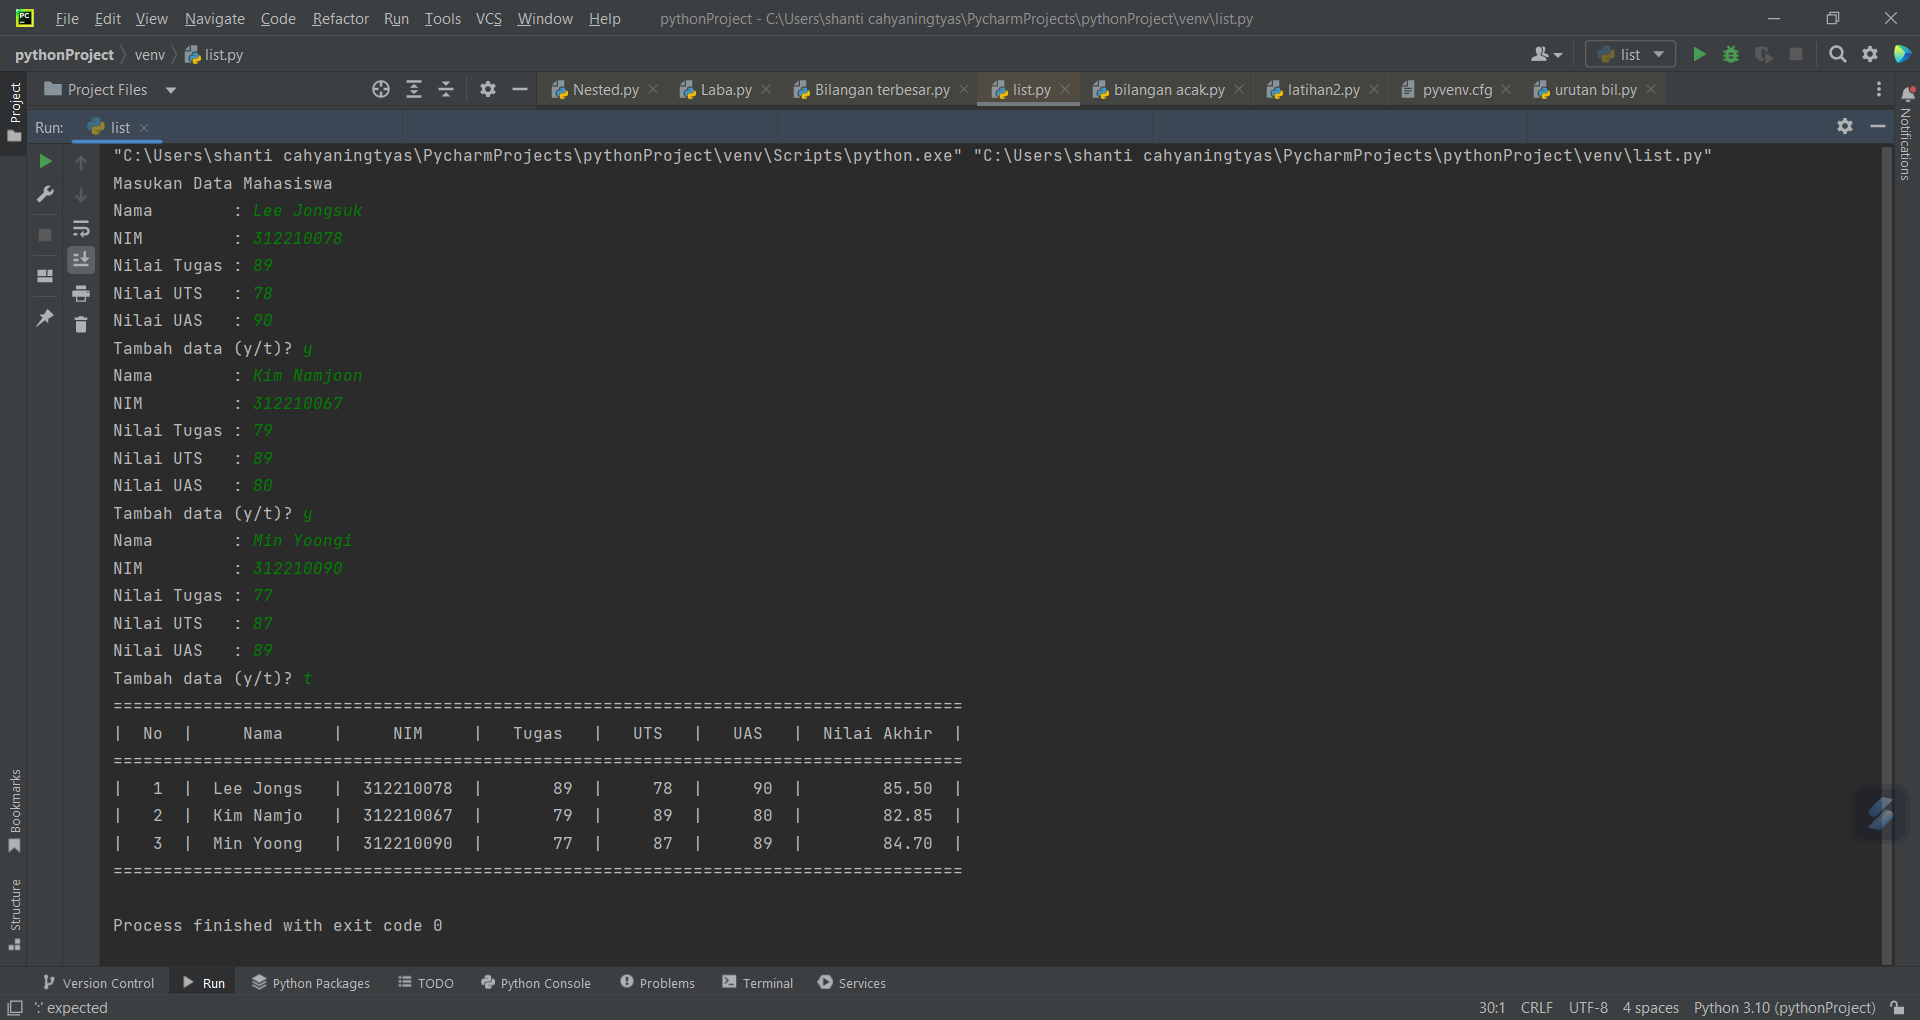 File Edit View Navigate Code Refactor Run Tools VCS Window Help pythonProject - C:\Users\shanti cahyaningtyas\PycharmProjects\pythonProject\venv\list.py
pythonProject venv list.py list
Project
Project Files Nested.py Laba.py Bilangan terbesar.py list.py bilangan acak.py latihan2.py pyvenv.cfg urutan bil.py
Notifications
Run: list
"C:\Users\shanti cahyaningtyas\PycharmProjects\pythonProject\venv\Scripts\python.exe" "C:\Users\shanti cahyaningtyas\PycharmProjects\pythonProject\venv\list.py"
Masukan Data Mahasiswa
Nama        : Lee Jongsuk
NIM         : 312210078
Nilai Tugas : 89
Nilai UTS   : 78
Nilai UAS   : 90
Tambah data (y/t)? y
Nama        : Kim Namjoon
NIM         : 312210067
Nilai Tugas : 79
Nilai UTS   : 89
Nilai UAS   : 80
Tambah data (y/t)? y
Nama        : Min Yoongi
NIM         : 312210090
Nilai Tugas : 77
Nilai UTS   : 87
Nilai UAS   : 89
Tambah data (y/t)? t
=====================================================================================
|  No  |     Nama     |     NIM     |   Tugas   |   UTS   |   UAS   |  Nilai Akhir  |
=====================================================================================
|   1  |  Lee Jongs   |  312210078  |       89  |     78  |     90  |        85.50  |
|   2  |  Kim Namjo   |  312210067  |       79  |     89  |     80  |        82.85  |
|   3  |  Min Yoong   |  312210090  |       77  |     87  |     89  |        84.70  |
=====================================================================================
Process finished with exit code 0
Bookmarks
Structure
Version Control Run Python Packages TODO Python Console Problems Terminal Services
':' expected 30:1 CRLF UTF-8 4 spaces Python 3.10 (pythonProject)